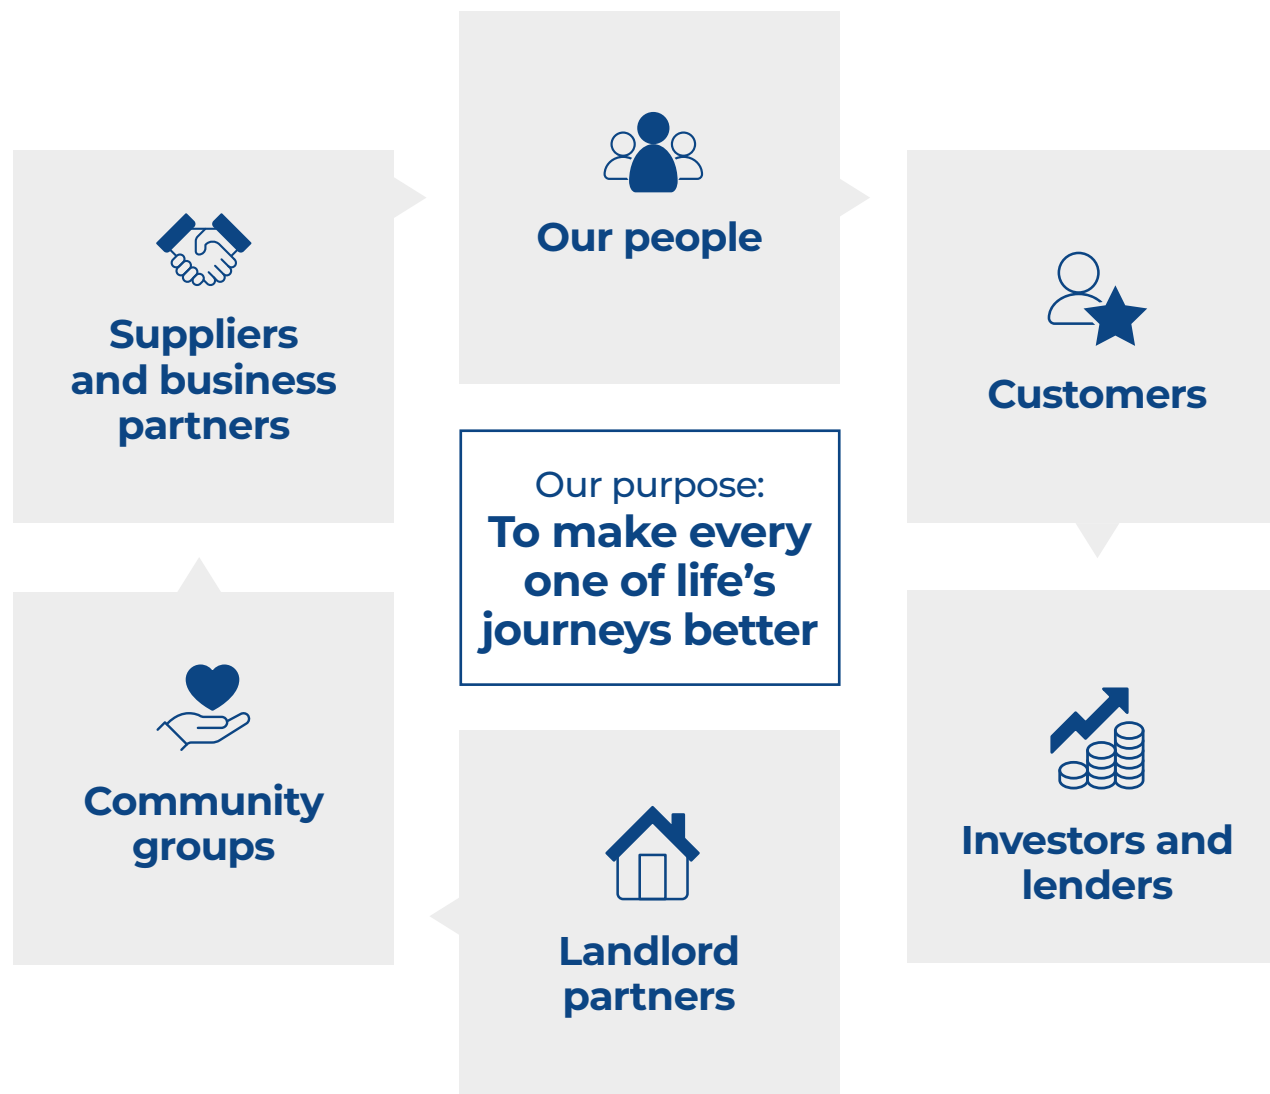 Our people
Suppliers
and business
partners
Customers
Our purpose:
To make every
one of life’s
journeys better
Community
groups
Investors and
lenders
Landlord
partners